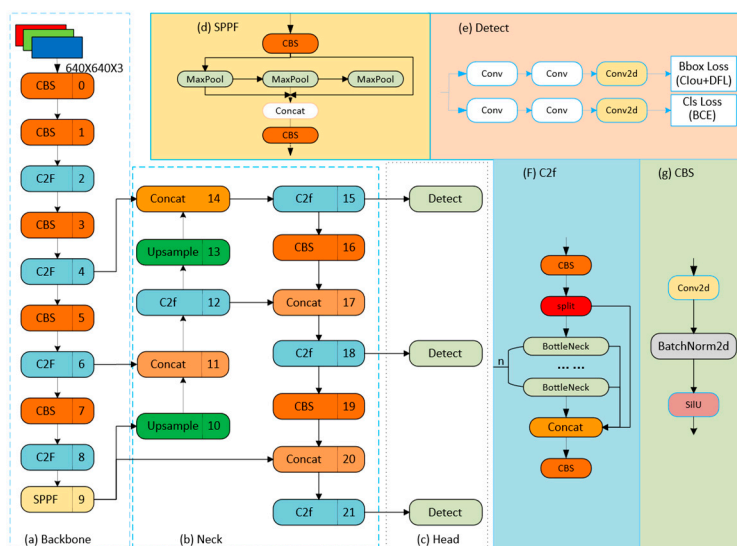 640X640X3
CBS 0
CBS 1
C2F 2
CBS 3
C2F 4
CBS 5
C2F 6
CBS 7
C2F 8
SPPF 9
(a) Backbone
Concat 14
Upsample 13
C2f 12
Concat 11
Upsample 10
C2f 15
CBS 16
Concat 17
C2f 18
CBS 19
Concat 20
C2f 21
(b) Neck
Detect
Detect
Detect
(c) Head
(d) SPPF
CBS
MaxPool MaxPool MaxPool
Concat
CBS
(e) Detect
Conv Conv Conv2d Bbox Loss
(CIou+DFL)
Conv Conv Conv2d Cls Loss
(BCE)
(F) C2f
CBS
split
BottleNeck
n
... ...
BottleNeck
Concat
CBS
(g) CBS
Conv2d
BatchNorm2d
SilU